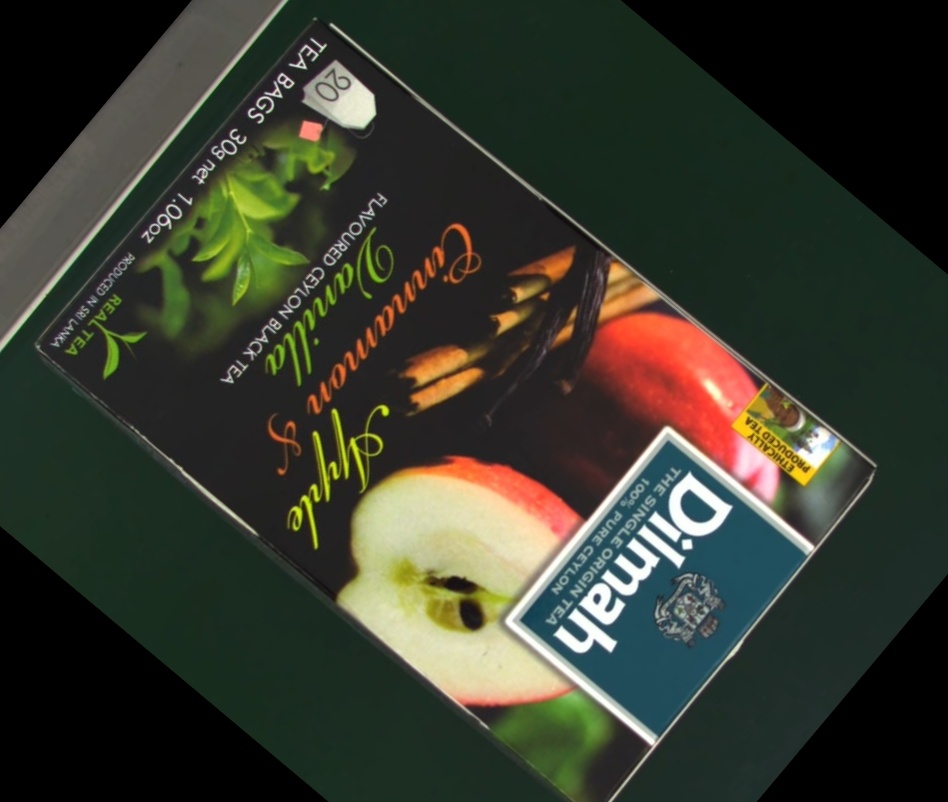 Dilmah
THE SINGLE ORIGIN TEA
100% PURE CEYLON
ETHICALLY
PRODUCED TEA
Apple
Cinnamon &
Vanilla
FLAVOURED CEYLON BLACK TEA
20
TEA BAGS 30g net 1.06oz
REAL TEA
PRODUCED IN SRI LANKA